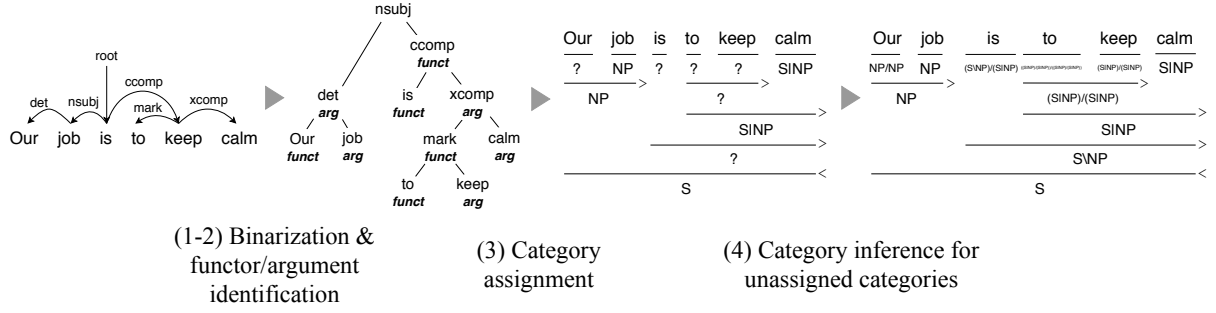 root
ccomp
det nsubj mark xcomp
Our job is to keep calm
nsubj
ccomp
funct
det
arg
is
funct
xcomp
arg
Our
funct
job
arg
mark
funct
calm
arg
to
funct
keep
arg
Our job is to keep calm
? NP ? ? ? S|NP
>
NP ?
>
S|NP
>
?
<
S
Our job is to keep calm
NP/NP NP (S\NP)/(S|NP) (S|NP)/(S|NP) S|NP
>
NP (S|NP)/(S|NP)
>
S|NP
>
S\NP
<
S
(1-2) Binarization &
functor/argument
identification
(3) Category
assignment
(4) Category inference for
unassigned categories